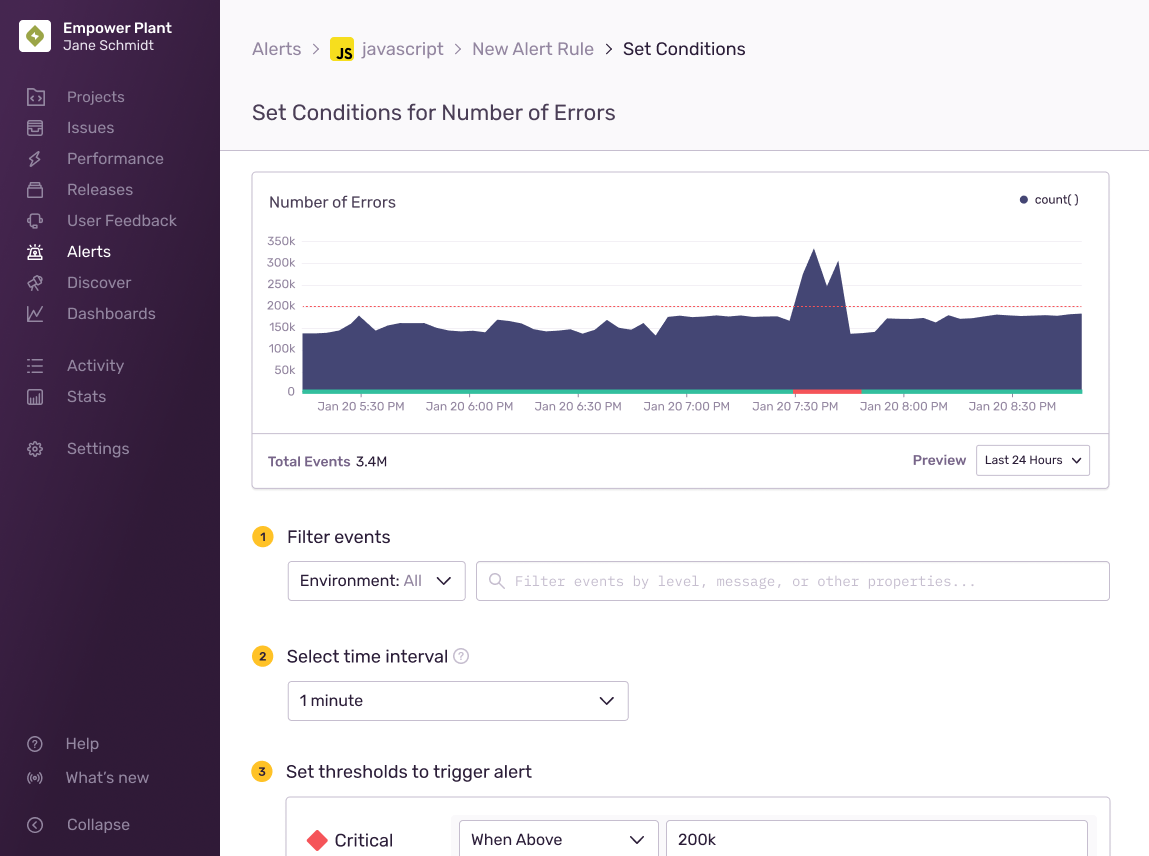 Empower Plant
Jane Schmidt
Projects
Issues
Performance
Releases
User Feedback
Alerts
Discover
Dashboards
Activity
Stats
Settings
Help
What's new
Collapse
Alerts > JS javascript > New Alert Rule > Set Conditions
Set Conditions for Number of Errors
Number of Errors
count( )
350k
300k
250k
200k
150k
100k
50k
0
Jan 20 5:30 PM Jan 20 6:00 PM Jan 20 6:30 PM Jan 20 7:00 PM Jan 20 7:30 PM Jan 20 8:00 PM Jan 20 8:30 PM
Total Events 3.4M
Preview Last 24 Hours
1 Filter events
Environment: All
Filter events by level, message, or other properties...
2 Select time interval ?
1 minute
3 Set thresholds to trigger alert
Critical When Above 200k